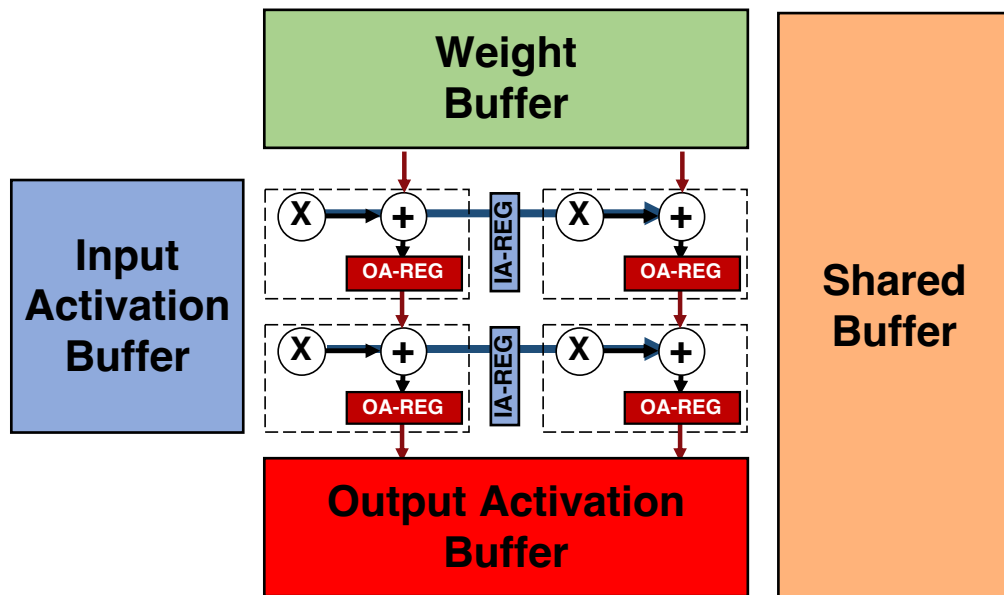 Weight
Buffer
Input
Activation
Buffer
X
+
IA-REG
X
+
OA-REG
OA-REG
X
+
IA-REG
X
+
OA-REG
OA-REG
Output Activation
Buffer
Shared
Buffer